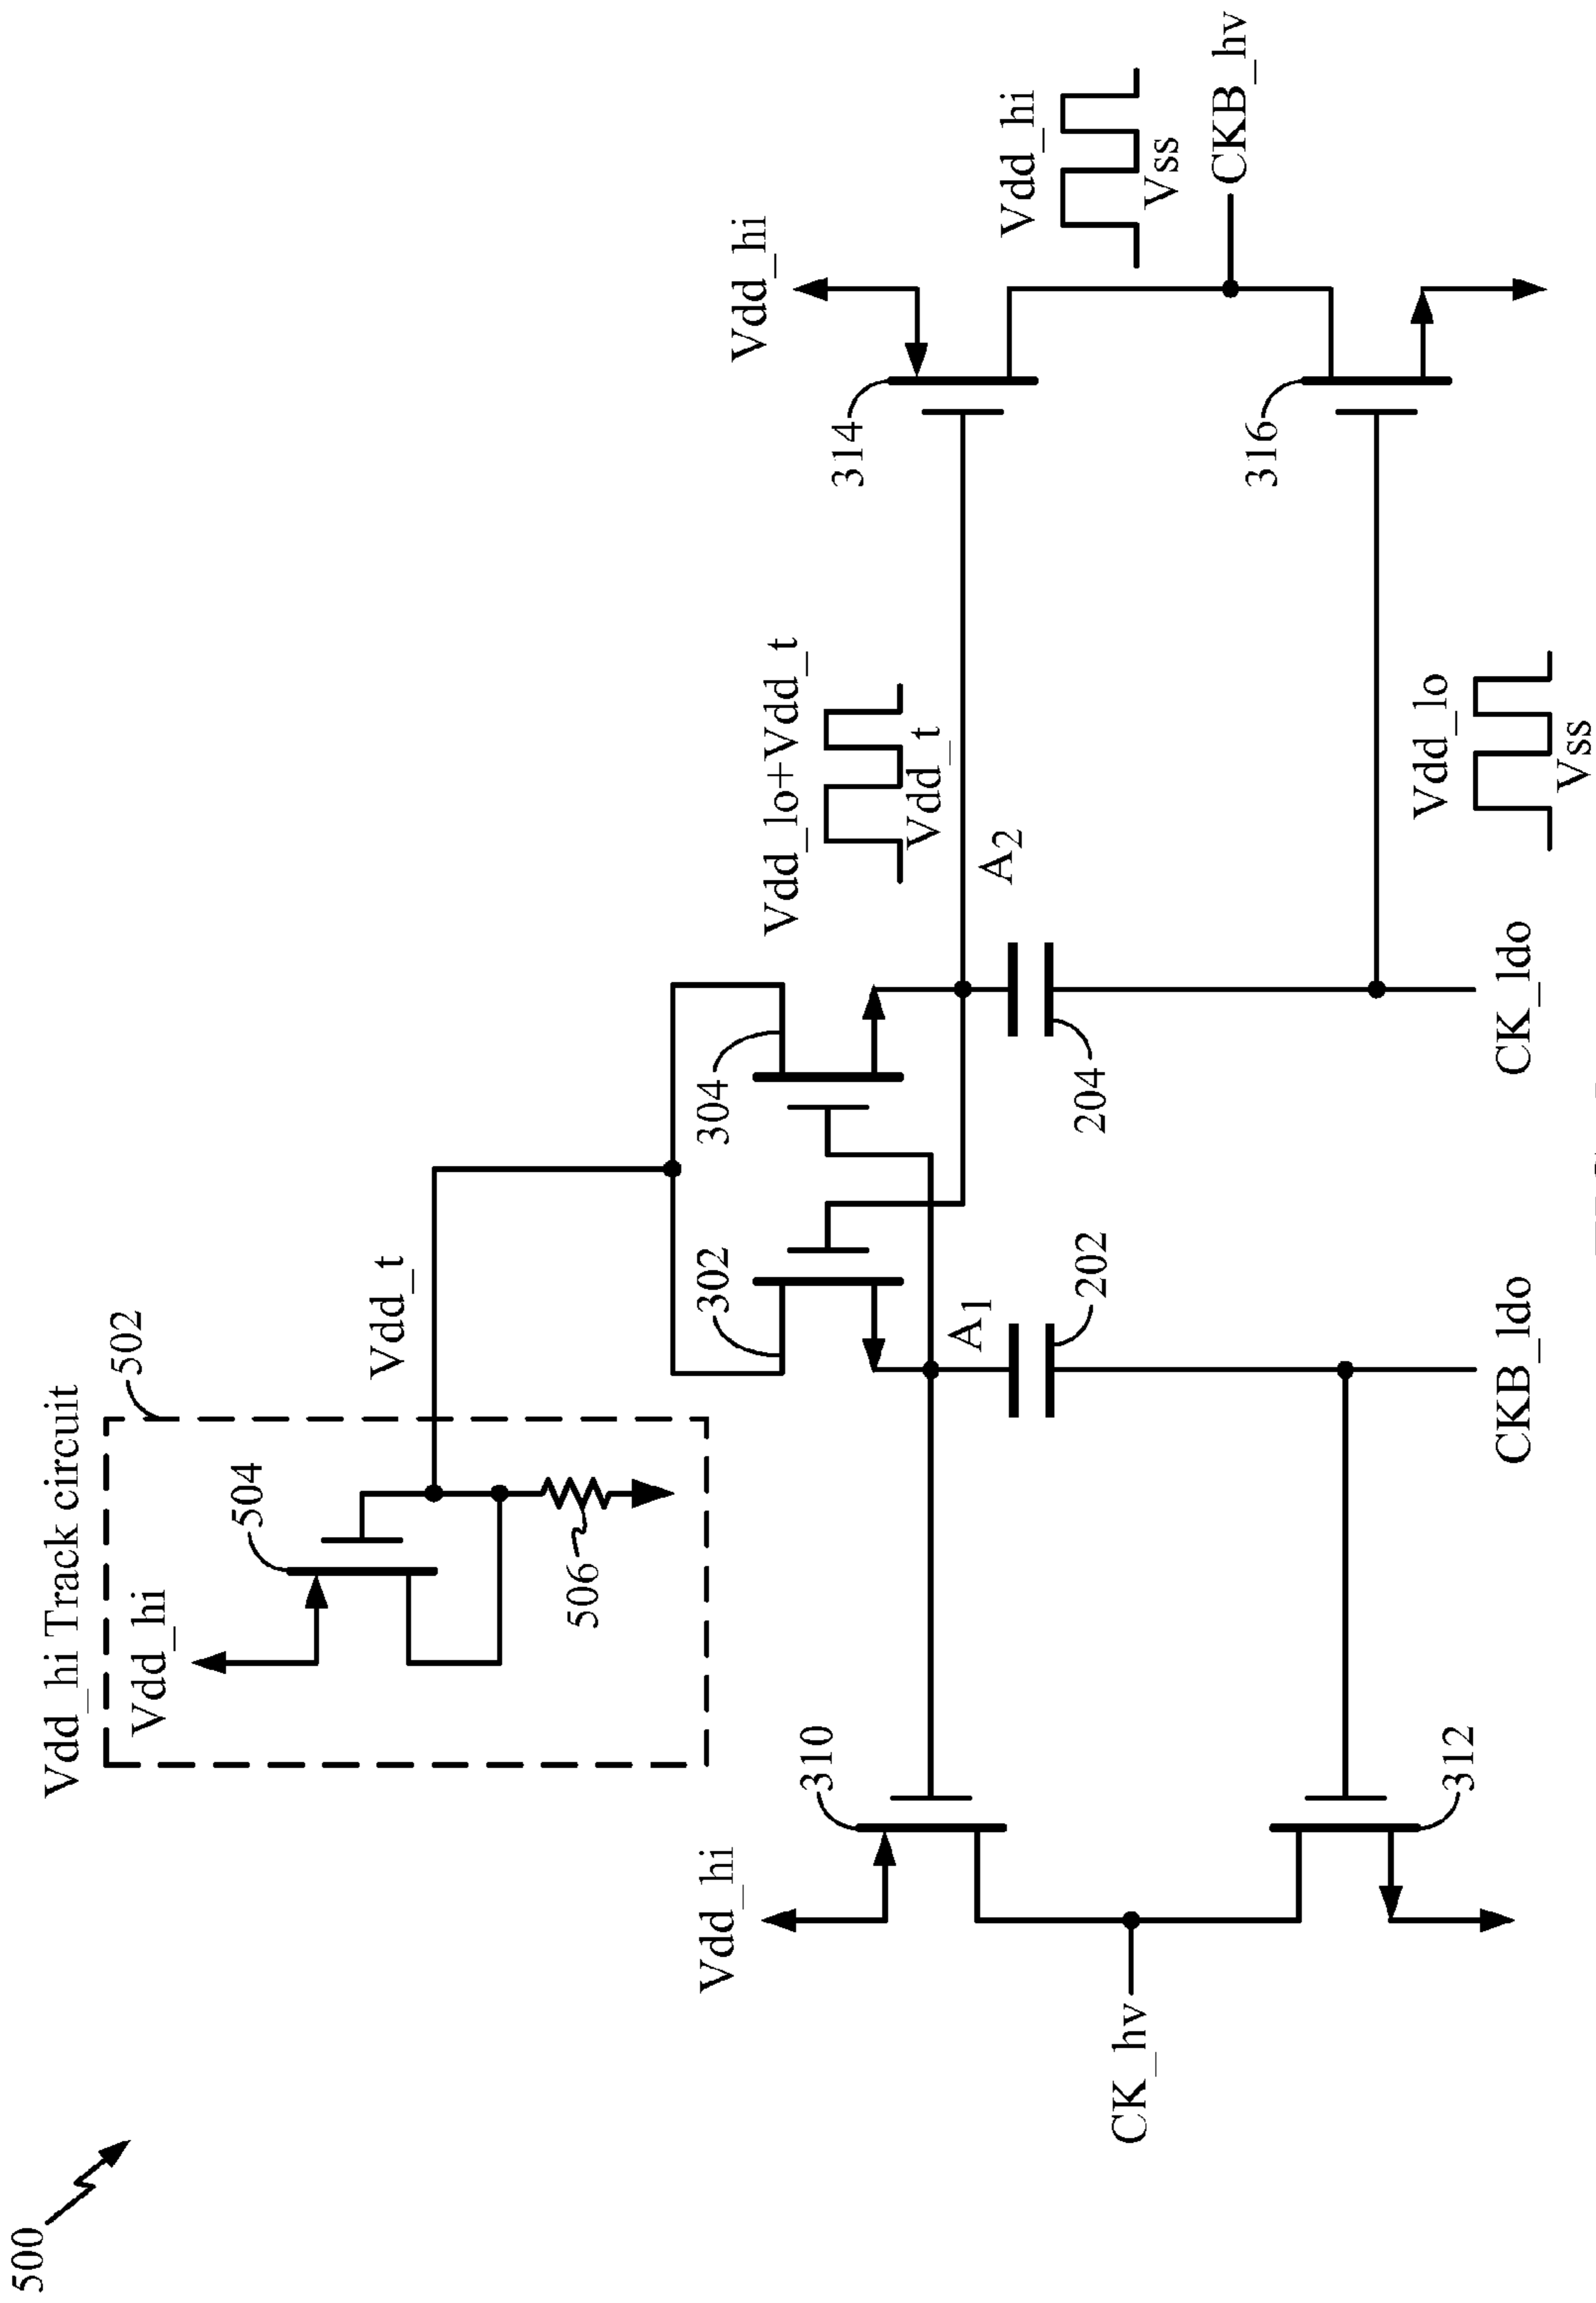 500
Vdd_hi Track circuit
502
Vdd_hi
504
506
Vdd_t
302
304
Vdd_lo+Vdd_t
Vdd_t
A1
A2
202
204
Vdd_hi
310
312
CK_hv
CKB_ldo
CK_ldo
Vdd_lo
Vss
Vdd_hi
314
316
Vdd_hi
Vss
CKB_hv